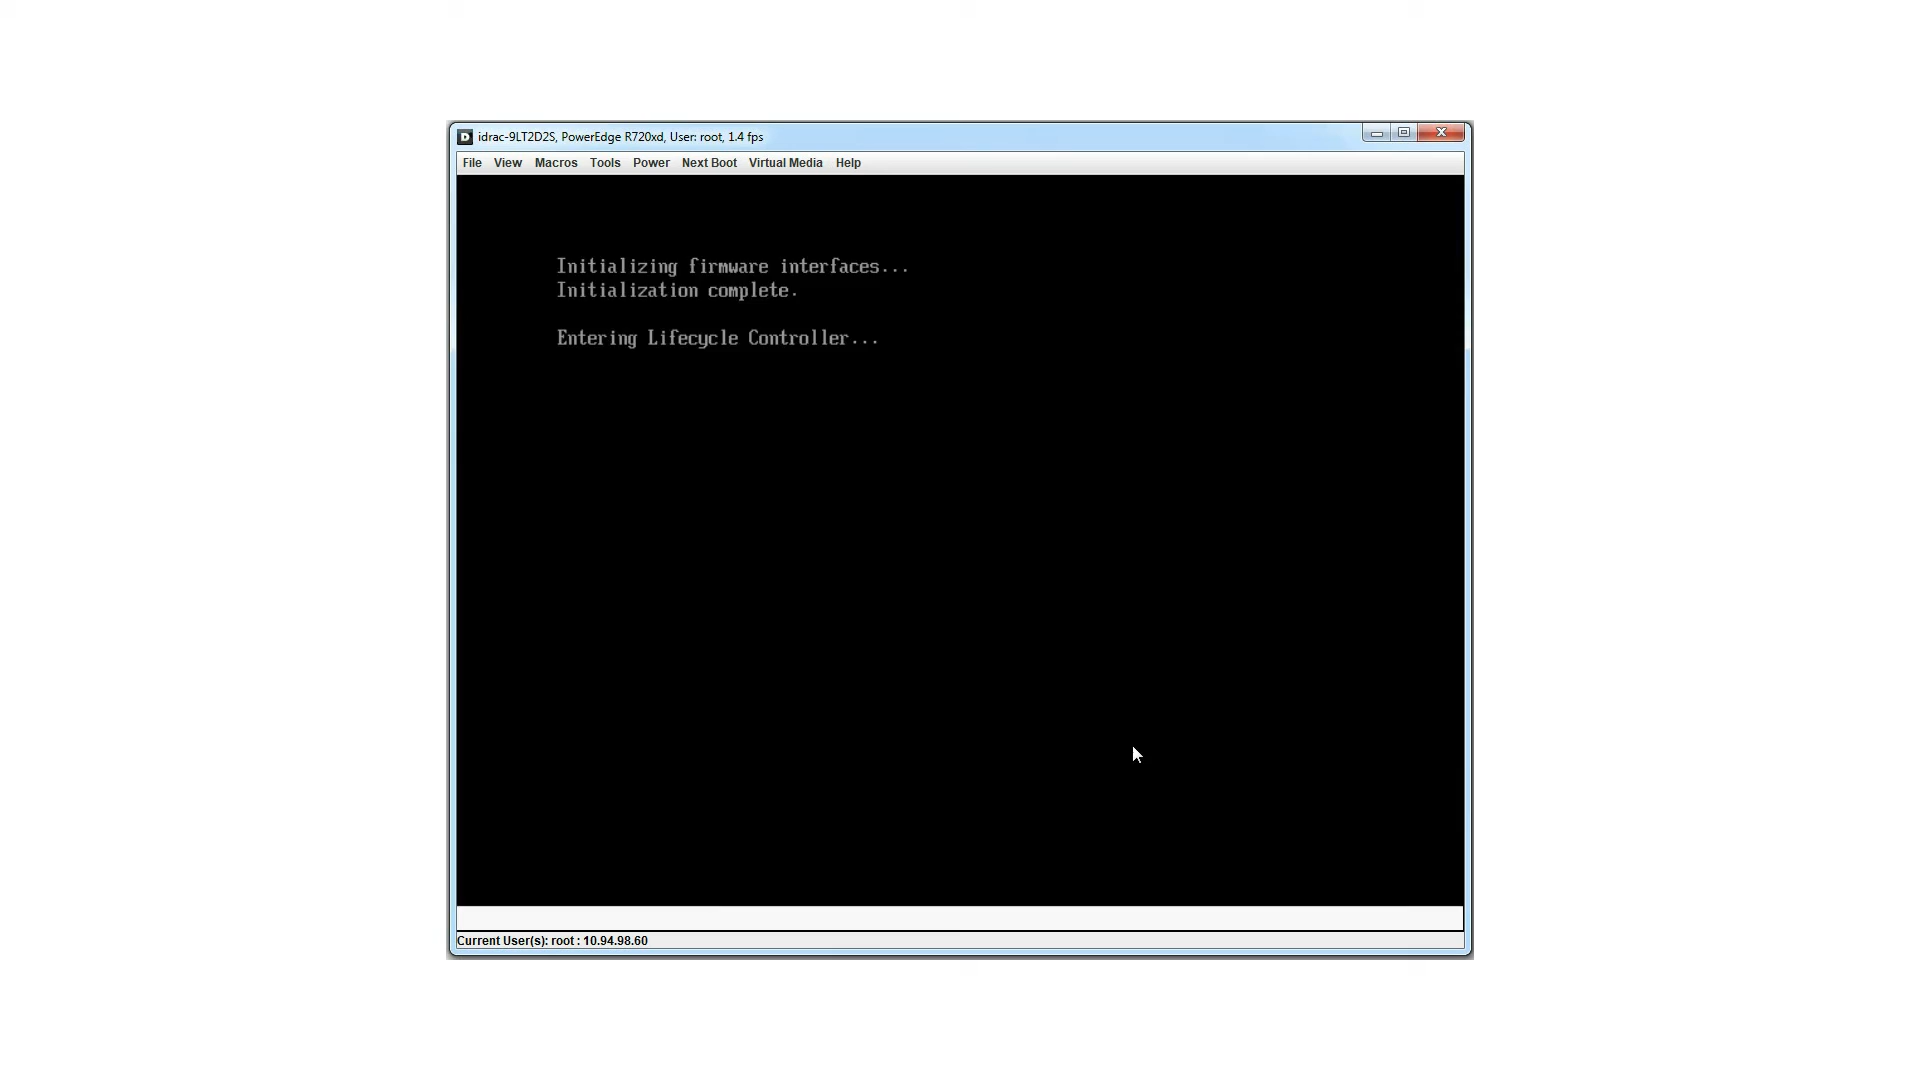 idrac-9LT2D2S, PowerEdge R720xd, User: root, 1.4 fps
File View Macros Tools Power Next Boot Virtual Media Help
Initializing firmware interfaces...
Initialization complete.
Entering Lifecycle Controller...
Current User(s): root : 10.94.98.60